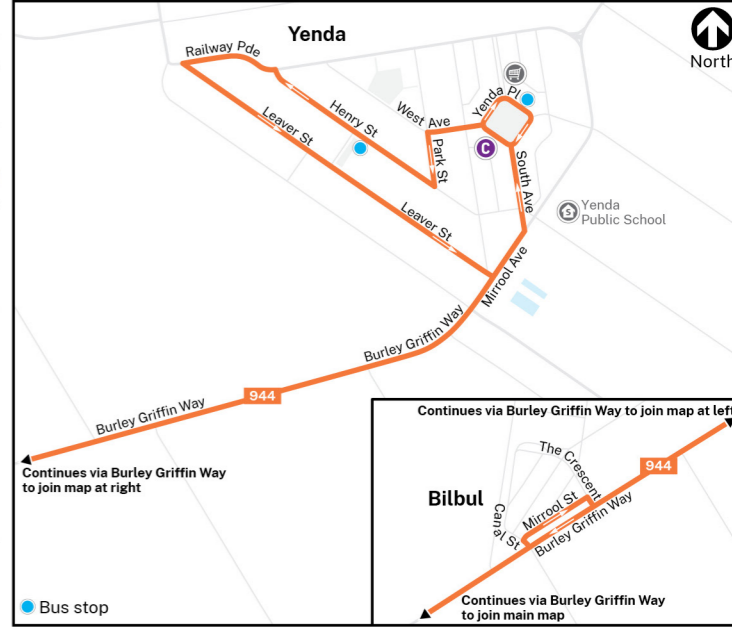 Yenda
North
Railway Pde
Leaver St
Henry St
West Ave
Yenda Pl
C
Park St
South Ave
S
Yenda
Public School
Leaver St
Mirrool Ave
Burley Griffin Way
944
Burley Griffin Way
Continues via Burley Griffin Way
to join map at right
Bus stop
Continues via Burley Griffin Way to join map at left
The Crescent
944
Bilbul
Mirrool St
Canal St
Burley Griffin Way
Continues via Burley Griffin Way
to join main map